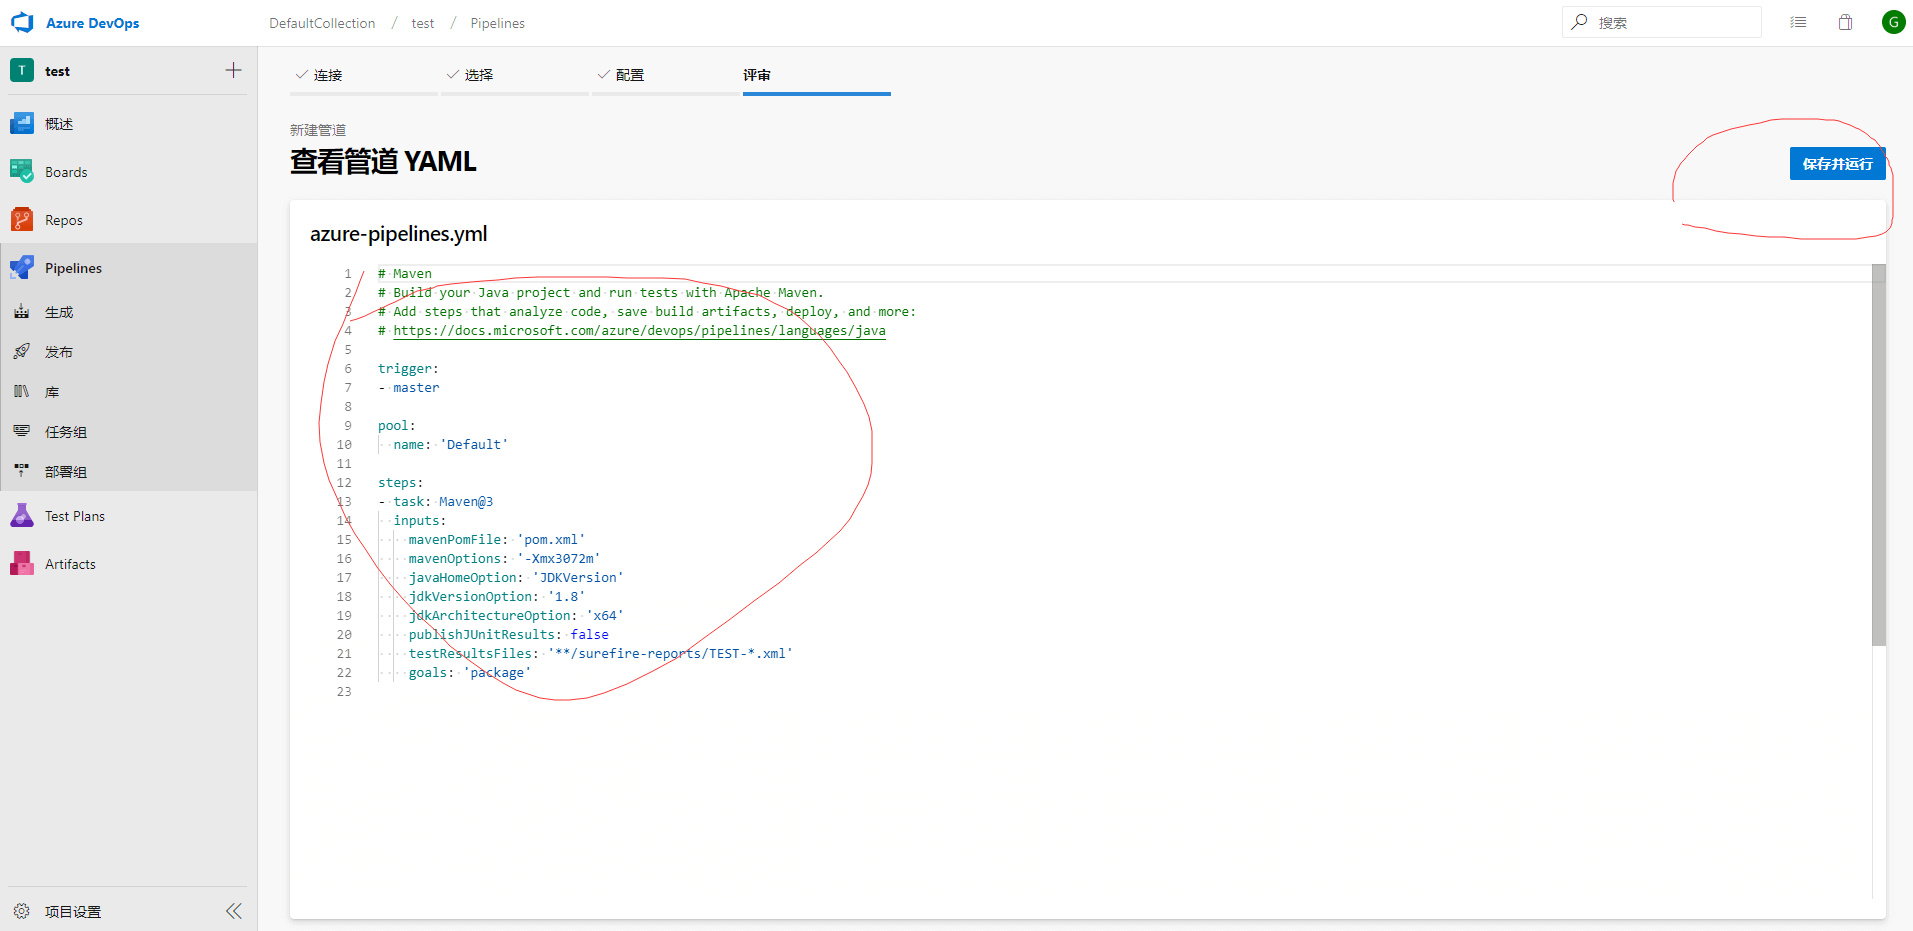 Azure DevOps
DefaultCollection / test / Pipelines
搜索
G
T test
概述
Boards
Repos
Pipelines
生成
发布
库
任务组
部署组
Test Plans
Artifacts
项目设置
连接
选择
配置
评审
新建管道
查看管道 YAML
保存并运行
azure-pipelines.yml
1 # Maven
2 # Build your Java project and run tests with Apache Maven.
3 # Add steps that analyze code, save build artifacts, deploy, and more:
4 # https://docs.microsoft.com/azure/devops/pipelines/languages/java
5
6 trigger:
7 - master
8
9 pool:
10   name: 'Default'
11
12 steps:
13 - task: Maven@3
14   inputs:
15     mavenPomFile: 'pom.xml'
16     mavenOptions: '-Xmx3072m'
17     javaHomeOption: 'JDKVersion'
18     jdkVersionOption: '1.8'
19     jdkArchitectureOption: 'x64'
20     publishJUnitResults: false
21     testResultsFiles: '**/surefire-reports/TEST-*.xml'
22     goals: 'package'
23